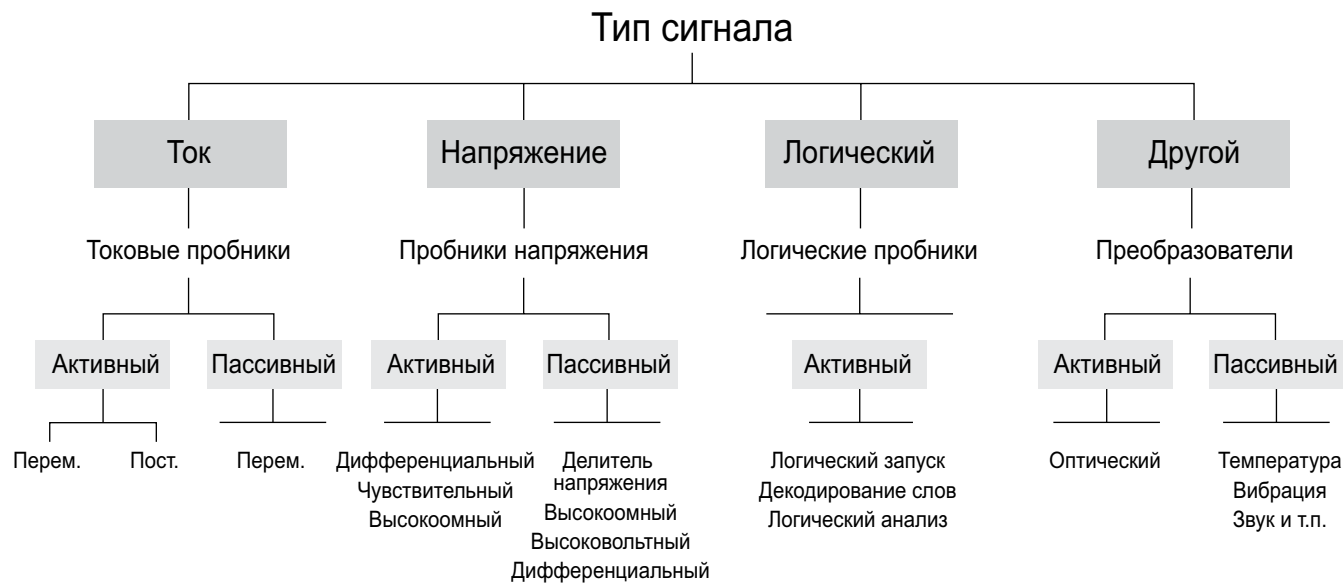 Тип сигнала
Ток
Напряжение
Логический
Другой
Токовые пробники
Пробники напряжения
Логические пробники
Преобразователи
Активный
Пассивный
Активный
Пассивный
Активный
Активный
Пассивный
Перем.
Пост.
Перем.
Дифференциальный
Чувствительный
Высокоомный
Делитель
напряжения
Высокоомный
Высоковольтный
Дифференциальный
Логический запуск
Декодирование слов
Логический анализ
Оптический
Температура
Вибрация
Звук и т.п.